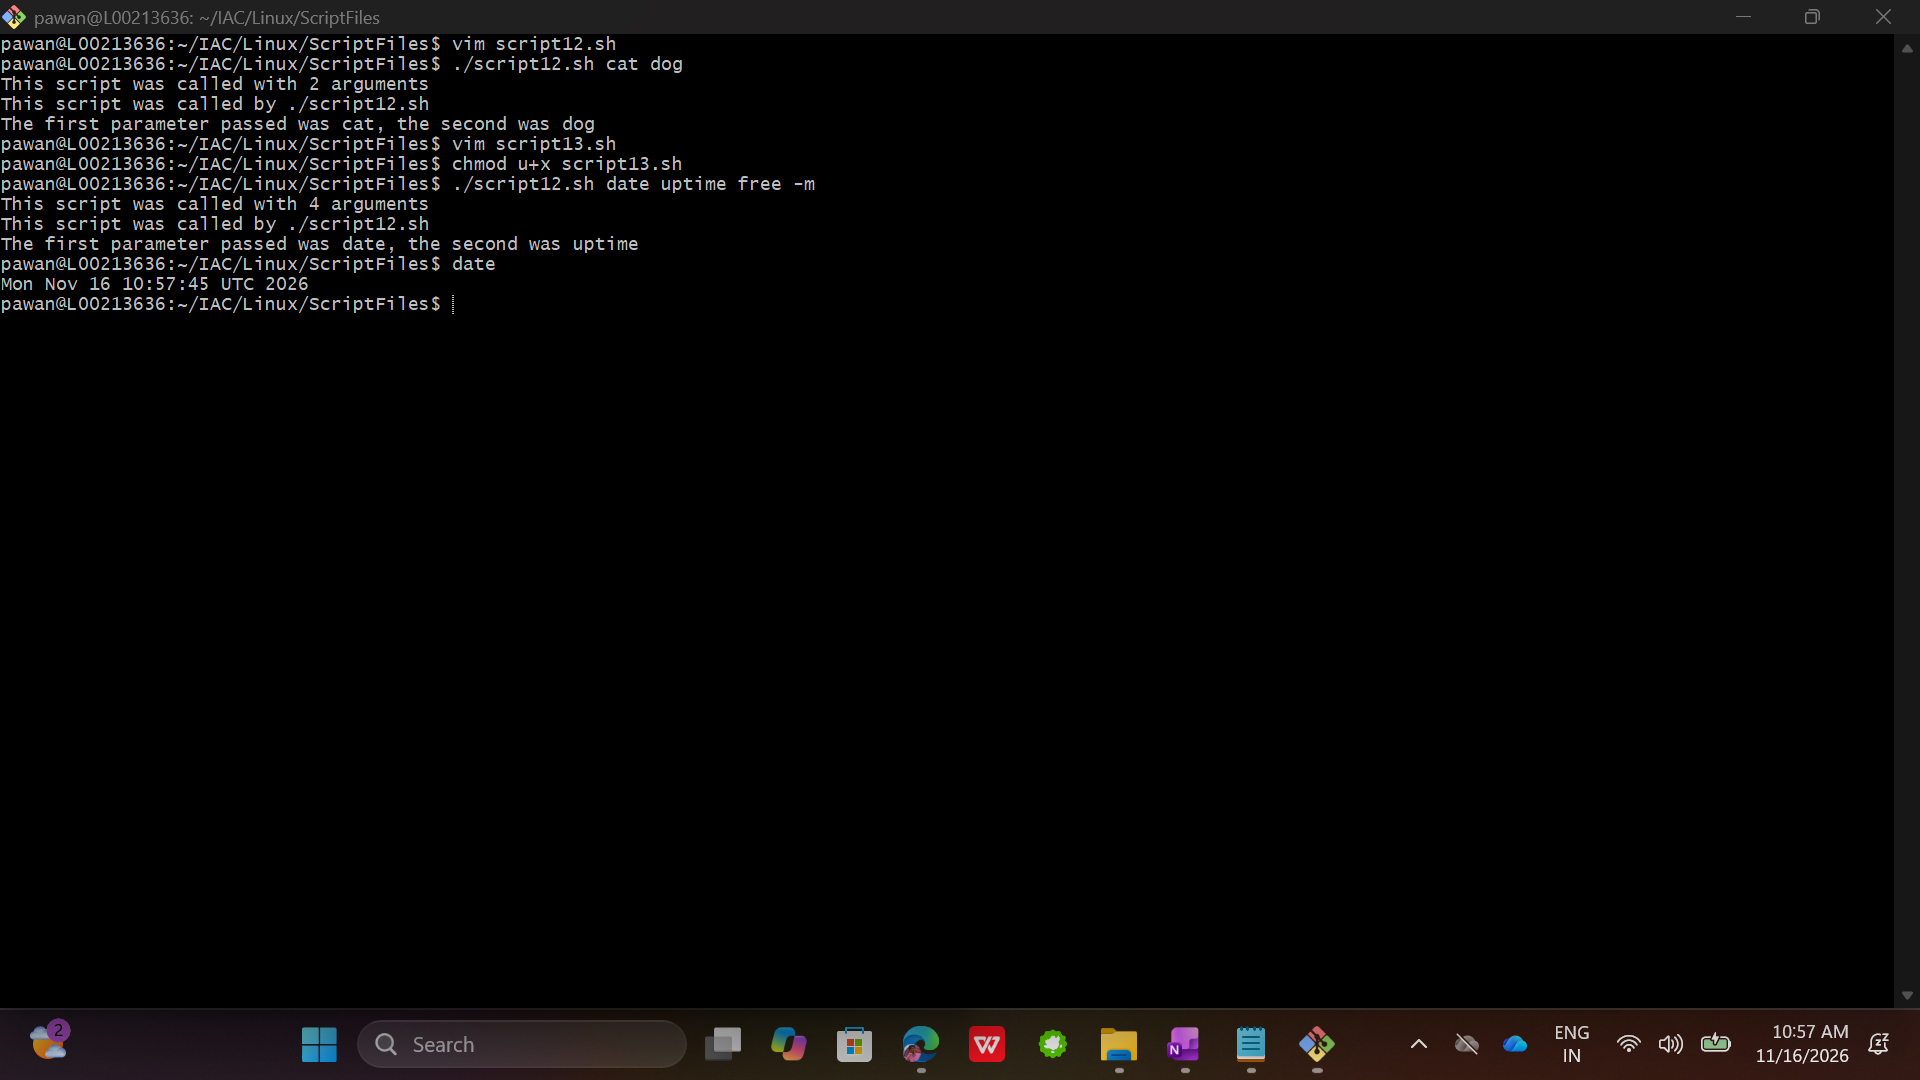 pawan@L00213636: ~/IAC/Linux/ScriptFiles
pawan@L00213636:~/IAC/Linux/ScriptFiles$ vim script12.sh
pawan@L00213636:~/IAC/Linux/ScriptFiles$ ./script12.sh cat dog
This script was called with 2 arguments
This script was called by ./script12.sh
The first parameter passed was cat, the second was dog
pawan@L00213636:~/IAC/Linux/ScriptFiles$ vim script13.sh
pawan@L00213636:~/IAC/Linux/ScriptFiles$ chmod u+x script13.sh
pawan@L00213636:~/IAC/Linux/ScriptFiles$ ./script12.sh date uptime free -m
This script was called with 4 arguments
This script was called by ./script12.sh
The first parameter passed was date, the second was uptime
pawan@L00213636:~/IAC/Linux/ScriptFiles$ date
Mon Nov 16 10:57:45 UTC 2026
pawan@L00213636:~/IAC/Linux/ScriptFiles$
2
Search
W
N
ENG
IN
10:57 AM
11/16/2026